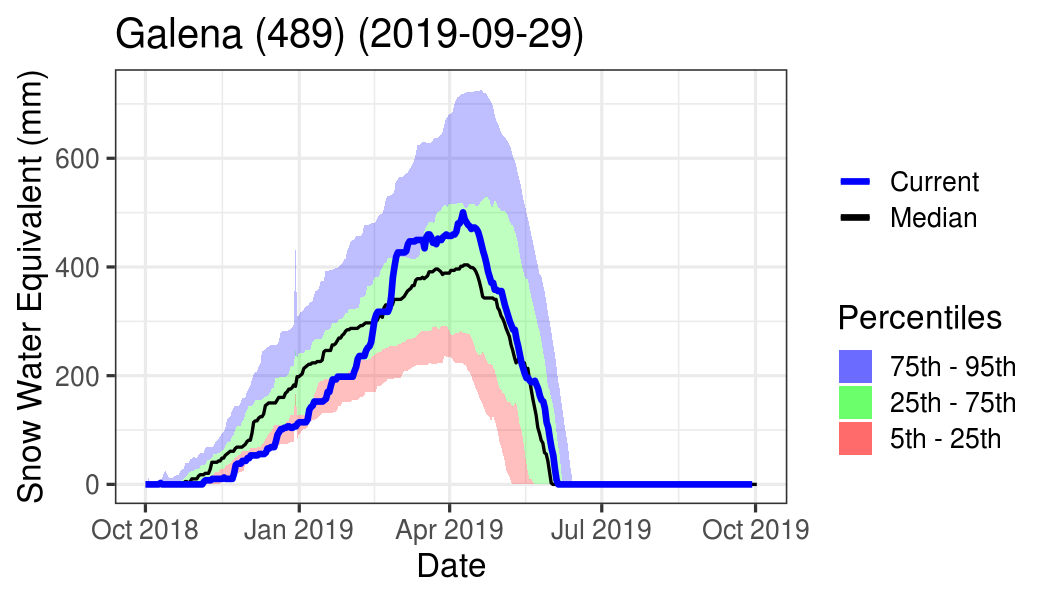 Galena (489) (2019-09-29)
Snow Water Equivalent (mm)
600
400
200
0
Oct 2018
Jan 2019
Apr 2019
Jul 2019
Oct 2019
Date
Current
Median
Percentiles
75th - 95th
25th - 75th
5th - 25th